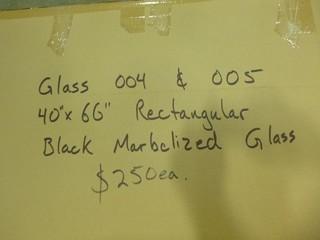 Glass 004 & 005
40"x 66" Rectangular
Black Marbelized Glass
$250ea.